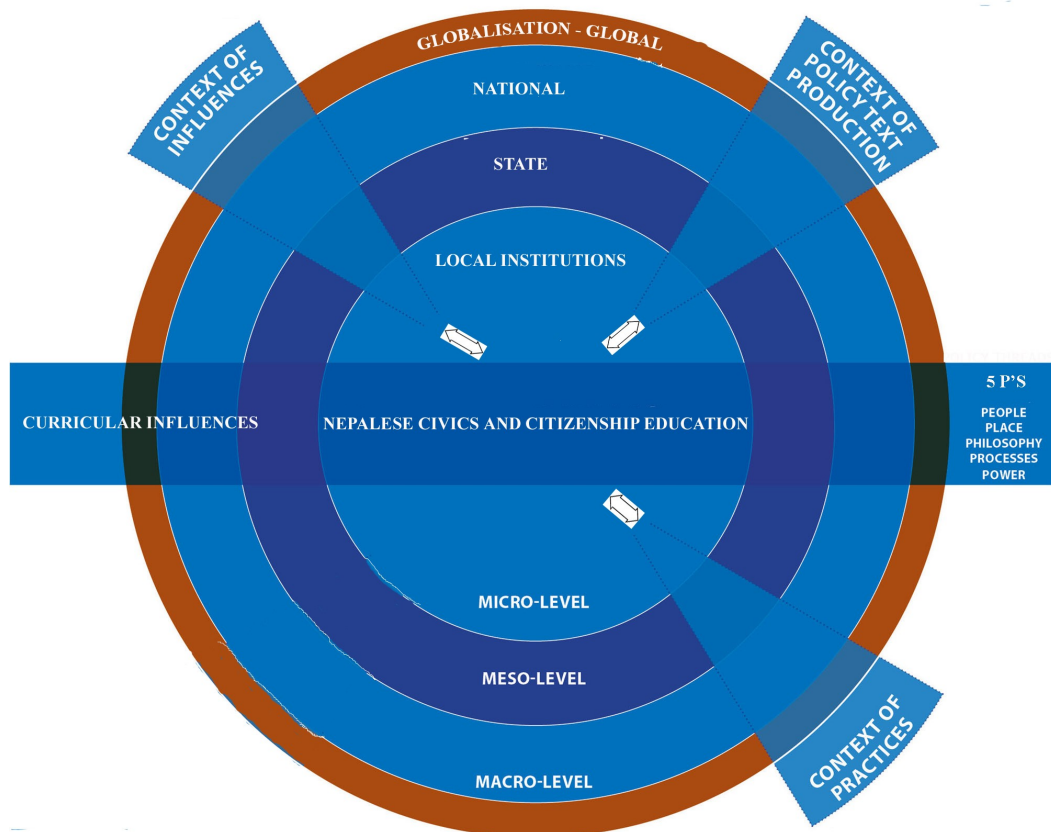 GLOBALISATION - GLOBAL
CONTEXT OF
INFLUENCES
CONTEXT OF
POLICY TEXT
PRODUCTION
NATIONAL
STATE
LOCAL INSTITUTIONS
CURRICULAR INFLUENCES
NEPALESE CIVICS AND CITIZENSHIP EDUCATION
5 P'S
PEOPLE
PLACE
PHILOSOPHY
PROCESSES
POWER
MICRO-LEVEL
MESO-LEVEL
MACRO-LEVEL
CONTEXT OF
PRACTICES